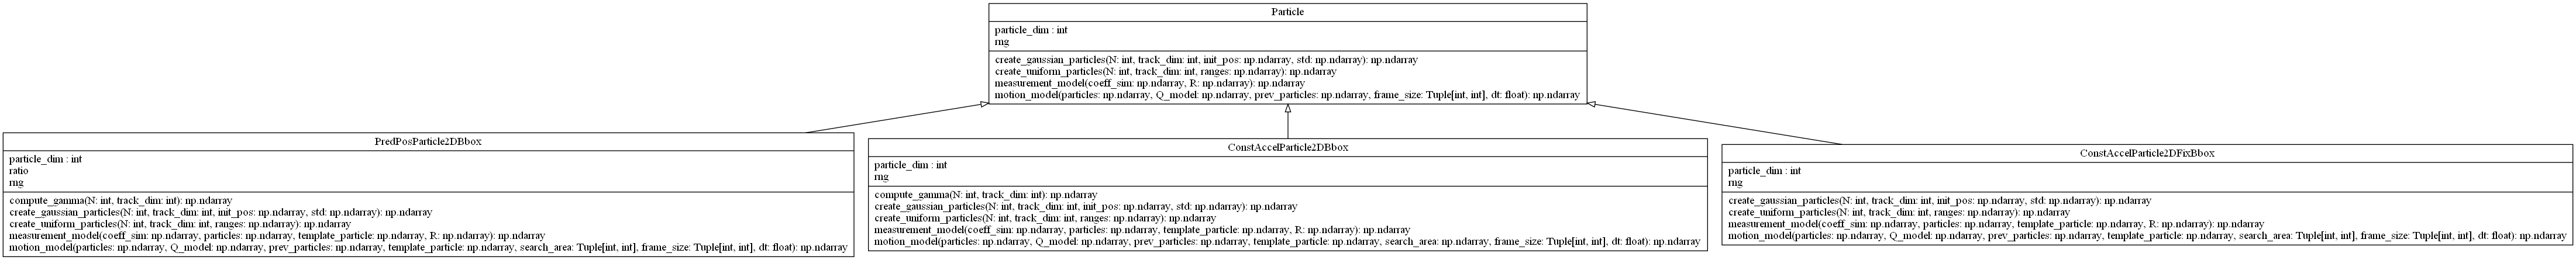 Particle
particle_dim : int
rng
create_gaussian_particles(N: int, track_dim: int, init_pos: np.ndarray, std: np.ndarray): np.ndarray
create_uniform_particles(N: int, track_dim: int, ranges: np.ndarray): np.ndarray
measurement_model(coeff_sim: np.ndarray, R: np.ndarray): np.ndarray
motion_model(particles: np.ndarray, Q_model: np.ndarray, prev_particles: np.ndarray, frame_size: Tuple[int, int], dt: float): np.ndarray
PredPosParticle2DBbox
particle_dim : int
ratio
rng
compute_gamma(N: int, track_dim: int): np.ndarray
create_gaussian_particles(N: int, track_dim: int, init_pos: np.ndarray, std: np.ndarray): np.ndarray
create_uniform_particles(N: int, track_dim: int, ranges: np.ndarray): np.ndarray
measurement_model(coeff_sim: np.ndarray, particles: np.ndarray, template_particle: np.ndarray, R: np.ndarray): np.ndarray
motion_model(particles: np.ndarray, Q_model: np.ndarray, prev_particles: np.ndarray, template_particle: np.ndarray, search_area: Tuple[int, int], frame_size: Tuple[int, int], dt: float): np.ndarray
ConstAccelParticle2DBbox
particle_dim : int
rng
compute_gamma(N: int, track_dim: int): np.ndarray
create_gaussian_particles(N: int, track_dim: int, init_pos: np.ndarray, std: np.ndarray): np.ndarray
create_uniform_particles(N: int, track_dim: int, ranges: np.ndarray): np.ndarray
measurement_model(coeff_sim: np.ndarray, particles: np.ndarray, template_particle: np.ndarray, R: np.ndarray): np.ndarray
motion_model(particles: np.ndarray, Q_model: np.ndarray, prev_particles: np.ndarray, template_particle: np.ndarray, search_area: np.ndarray, frame_size: Tuple[int, int], dt: float): np.ndarray
ConstAccelParticle2DFixBbox
particle_dim : int
rng
create_gaussian_particles(N: int, track_dim: int, init_pos: np.ndarray, std: np.ndarray): np.ndarray
create_uniform_particles(N: int, track_dim: int, ranges: np.ndarray): np.ndarray
measurement_model(coeff_sim: np.ndarray, particles: np.ndarray, template_particle: np.ndarray, R: np.ndarray): np.ndarray
motion_model(particles: np.ndarray, Q_model: np.ndarray, prev_particles: np.ndarray, template_particle: np.ndarray, search_area: Tuple[int, int], frame_size: Tuple[int, int], dt: float): np.ndarray